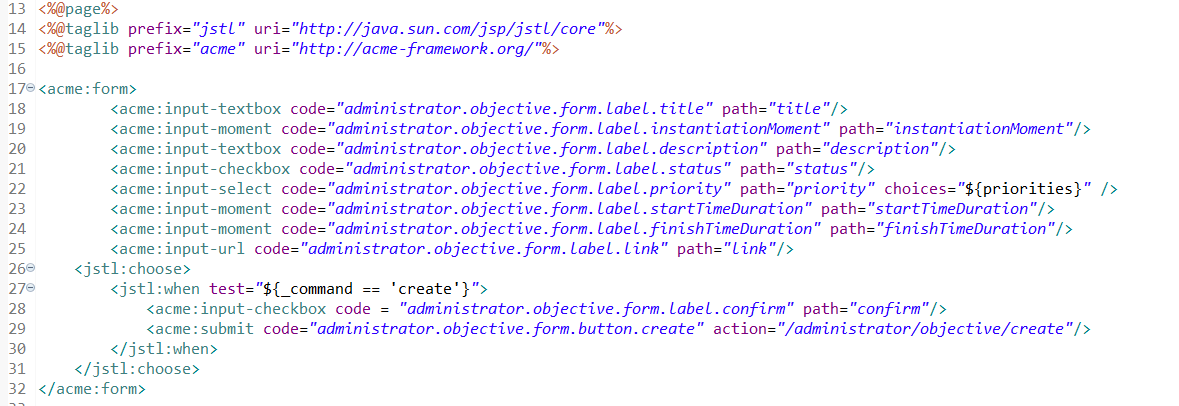 13 <%@page%>
14 <%@taglib prefix="jstl" uri="http://java.sun.com/jsp/jstl/core"%>
15 <%@taglib prefix="acme" uri="http://acme-framework.org/"%>
16
17 <acme:form>
18 <acme:input-textbox code="administrator.objective.form.label.title" path="title"/>
19 <acme:input-moment code="administrator.objective.form.label.instantiationMoment" path="instantiationMoment"/>
20 <acme:input-textbox code="administrator.objective.form.label.description" path="description"/>
21 <acme:input-checkbox code="administrator.objective.form.label.status" path="status"/>
22 <acme:input-select code="administrator.objective.form.label.priority" path="priority" choices="${priorities}" />
23 <acme:input-moment code="administrator.objective.form.label.startTimeDuration" path="startTimeDuration"/>
24 <acme:input-moment code="administrator.objective.form.label.finishTimeDuration" path="finishTimeDuration"/>
25 <acme:input-url code="administrator.objective.form.label.link" path="link"/>
26 <jstl:choose>
27 <jstl:when test="${_command == 'create'}">
28 <acme:input-checkbox code = "administrator.objective.form.label.confirm" path="confirm"/>
29 <acme:submit code="administrator.objective.form.button.create" action="/administrator/objective/create"/>
30 </jstl:when>
31 </jstl:choose>
32 </acme:form>